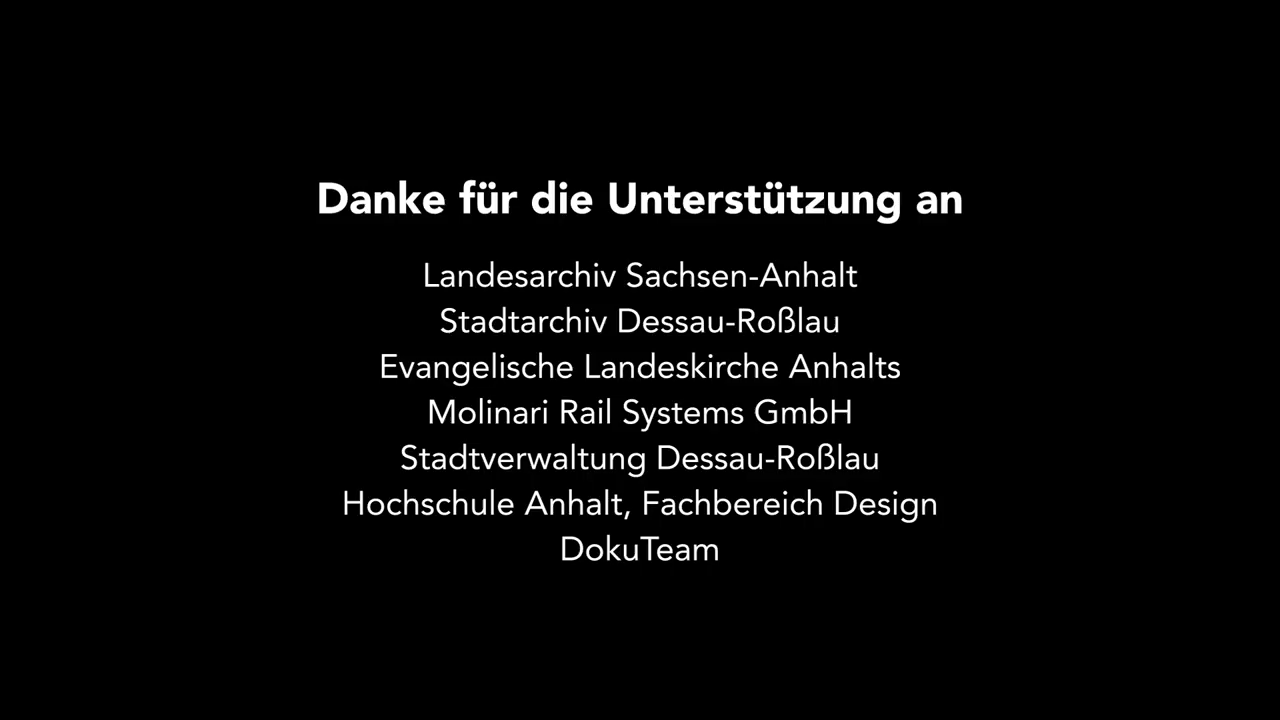 Danke für die Unterstützung an
Landesarchiv Sachsen-Anhalt
Stadtarchiv Dessau-Roßlau
Evangelische Landeskirche Anhalts
Molinari Rail Systems GmbH
Stadtverwaltung Dessau-Roßlau
Hochschule Anhalt, Fachbereich Design
DokuTeam